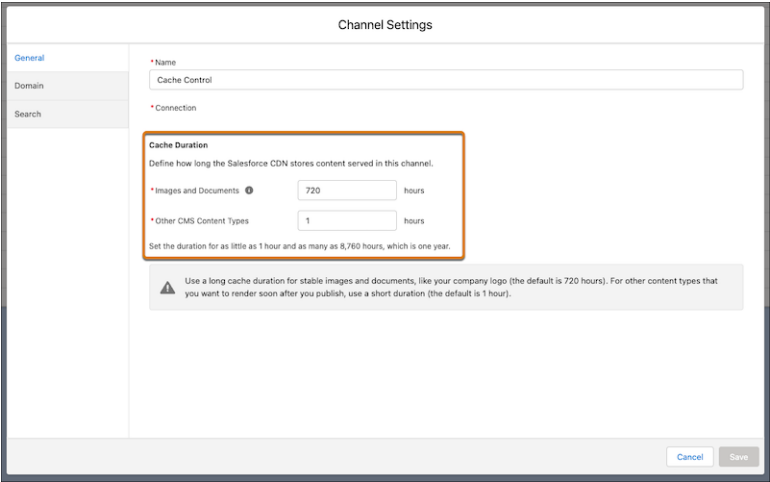 Channel Settings
General
Domain
Search
* Name
Cache Control
* Connection
Cache Duration
Define how long the Salesforce CDN stores content served in this channel.
* Images and Documents 720 hours
* Other CMS Content Types 1 hours
Set the duration for as little as 1 hour and as many as 8,760 hours, which is one year.
Use a long cache duration for stable images and documents, like your company logo (the default is 720 hours). For other content types that
you want to render soon after you publish, use a short duration (the default is 1 hour).
Cancel Save